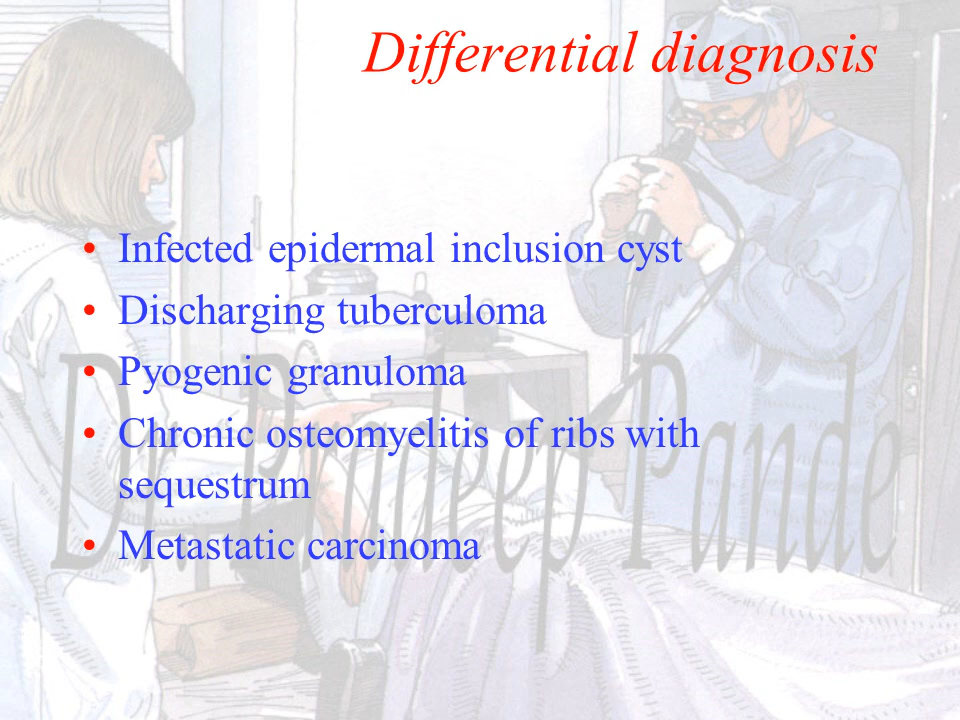 Differential diagnosis
• Infected epidermal inclusion cyst
• Discharging tuberculoma
• Pyogenic granuloma
• Chronic osteomyelitis of ribs with
sequestrum
• Metastatic carcinoma
Dr. Pradeep Pande